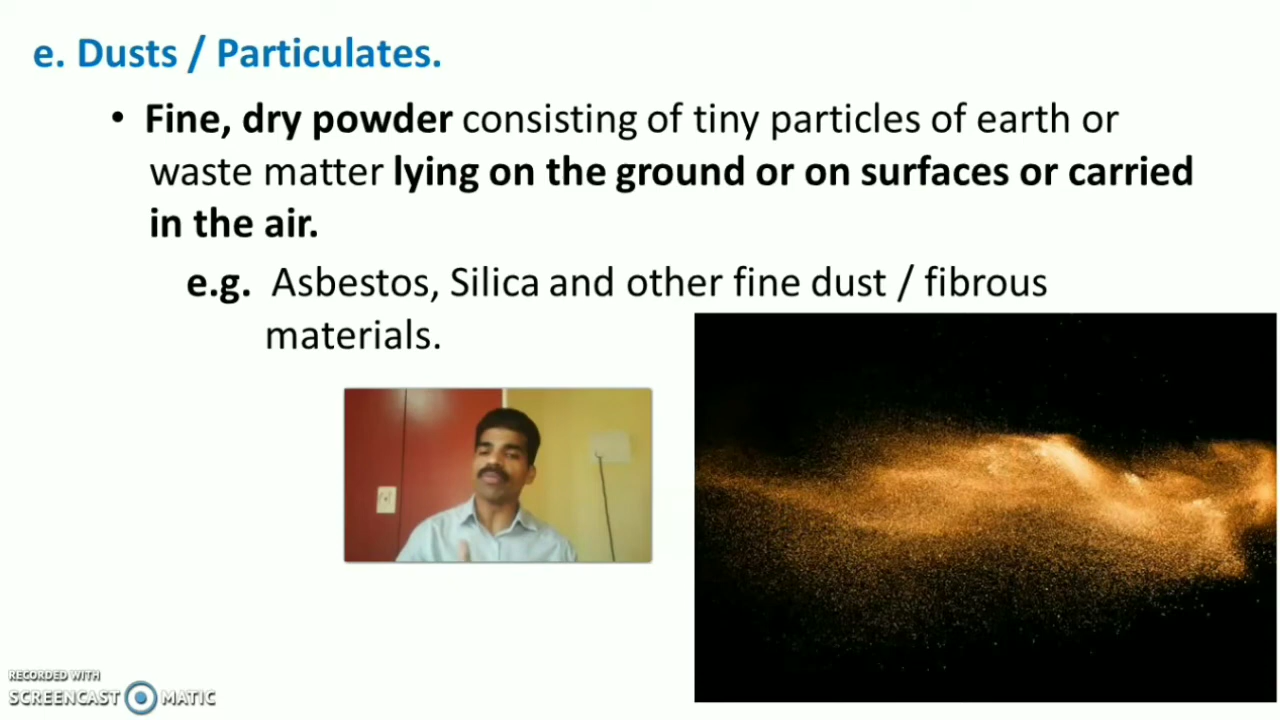 e. Dusts / Particulates.
• Fine, dry powder consisting of tiny particles of earth or
waste matter lying on the ground or on surfaces or carried
in the air.
e.g. Asbestos, Silica and other fine dust / fibrous
materials.
RECORDED WITH
SCREENCAST MATIC